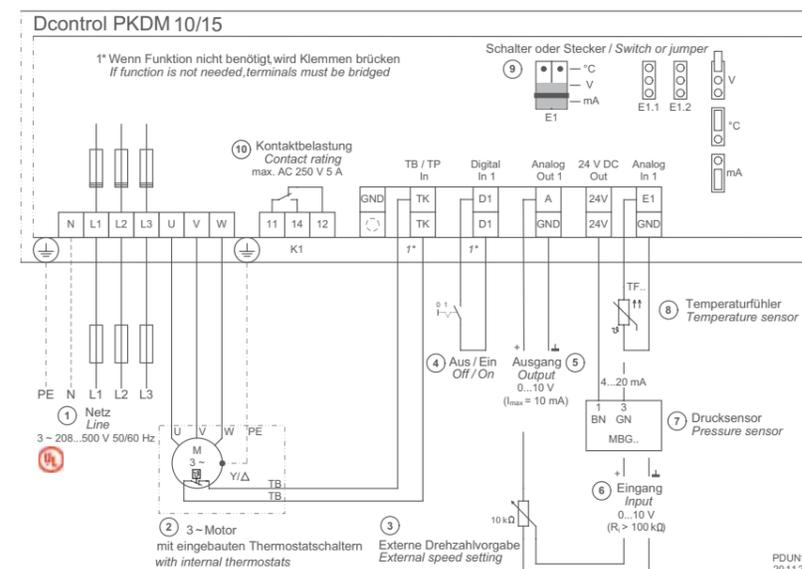 Dcontrol PKDM 10/15
1* Wenn Funktion nicht benötigt,wird Klemmen brücken
If function is not needed,terminals must be bridged
Schalter oder Stecker / Switch or jumper
9
°C
V
mA
E1
E1.1
E1.2
V
°C
mA
10 Kontaktbelastung
Contact rating
max. AC 250 V 5 A
TB / TP
In
Digital
In 1
Analog
Out 1
24 V DC
Out
Analog
In 1
GND TK D1 A 24V E1
N L1 L2 L3 U V W
11 14 12
TK D1 GND 24V GND
K1
1*
1*
TF..
8 Temperaturfühler
Temperature sensor
0 1
4 Aus / Ein
Off / On
Ausgang 5
Output
0...10 V
(Imax = 10 mA)
+
4...20 mA
1 3
BN GN
MBG..
7 Drucksensor
Pressure sensor
PE N L1 L2 L3
1 Netz
Line
3 ~ 208...500 V 50/60 Hz
UL
U V W PE
M
3 ~
Y/Δ
TB
TB
+
6 Eingang
Input
0...10 V
(Ri > 100 kΩ)
10 kΩ
2 3 ~ Motor
mit eingebauten Thermostatschaltern
with internal thermostats
3
Externe Drehzahlvorgabe
External speed setting